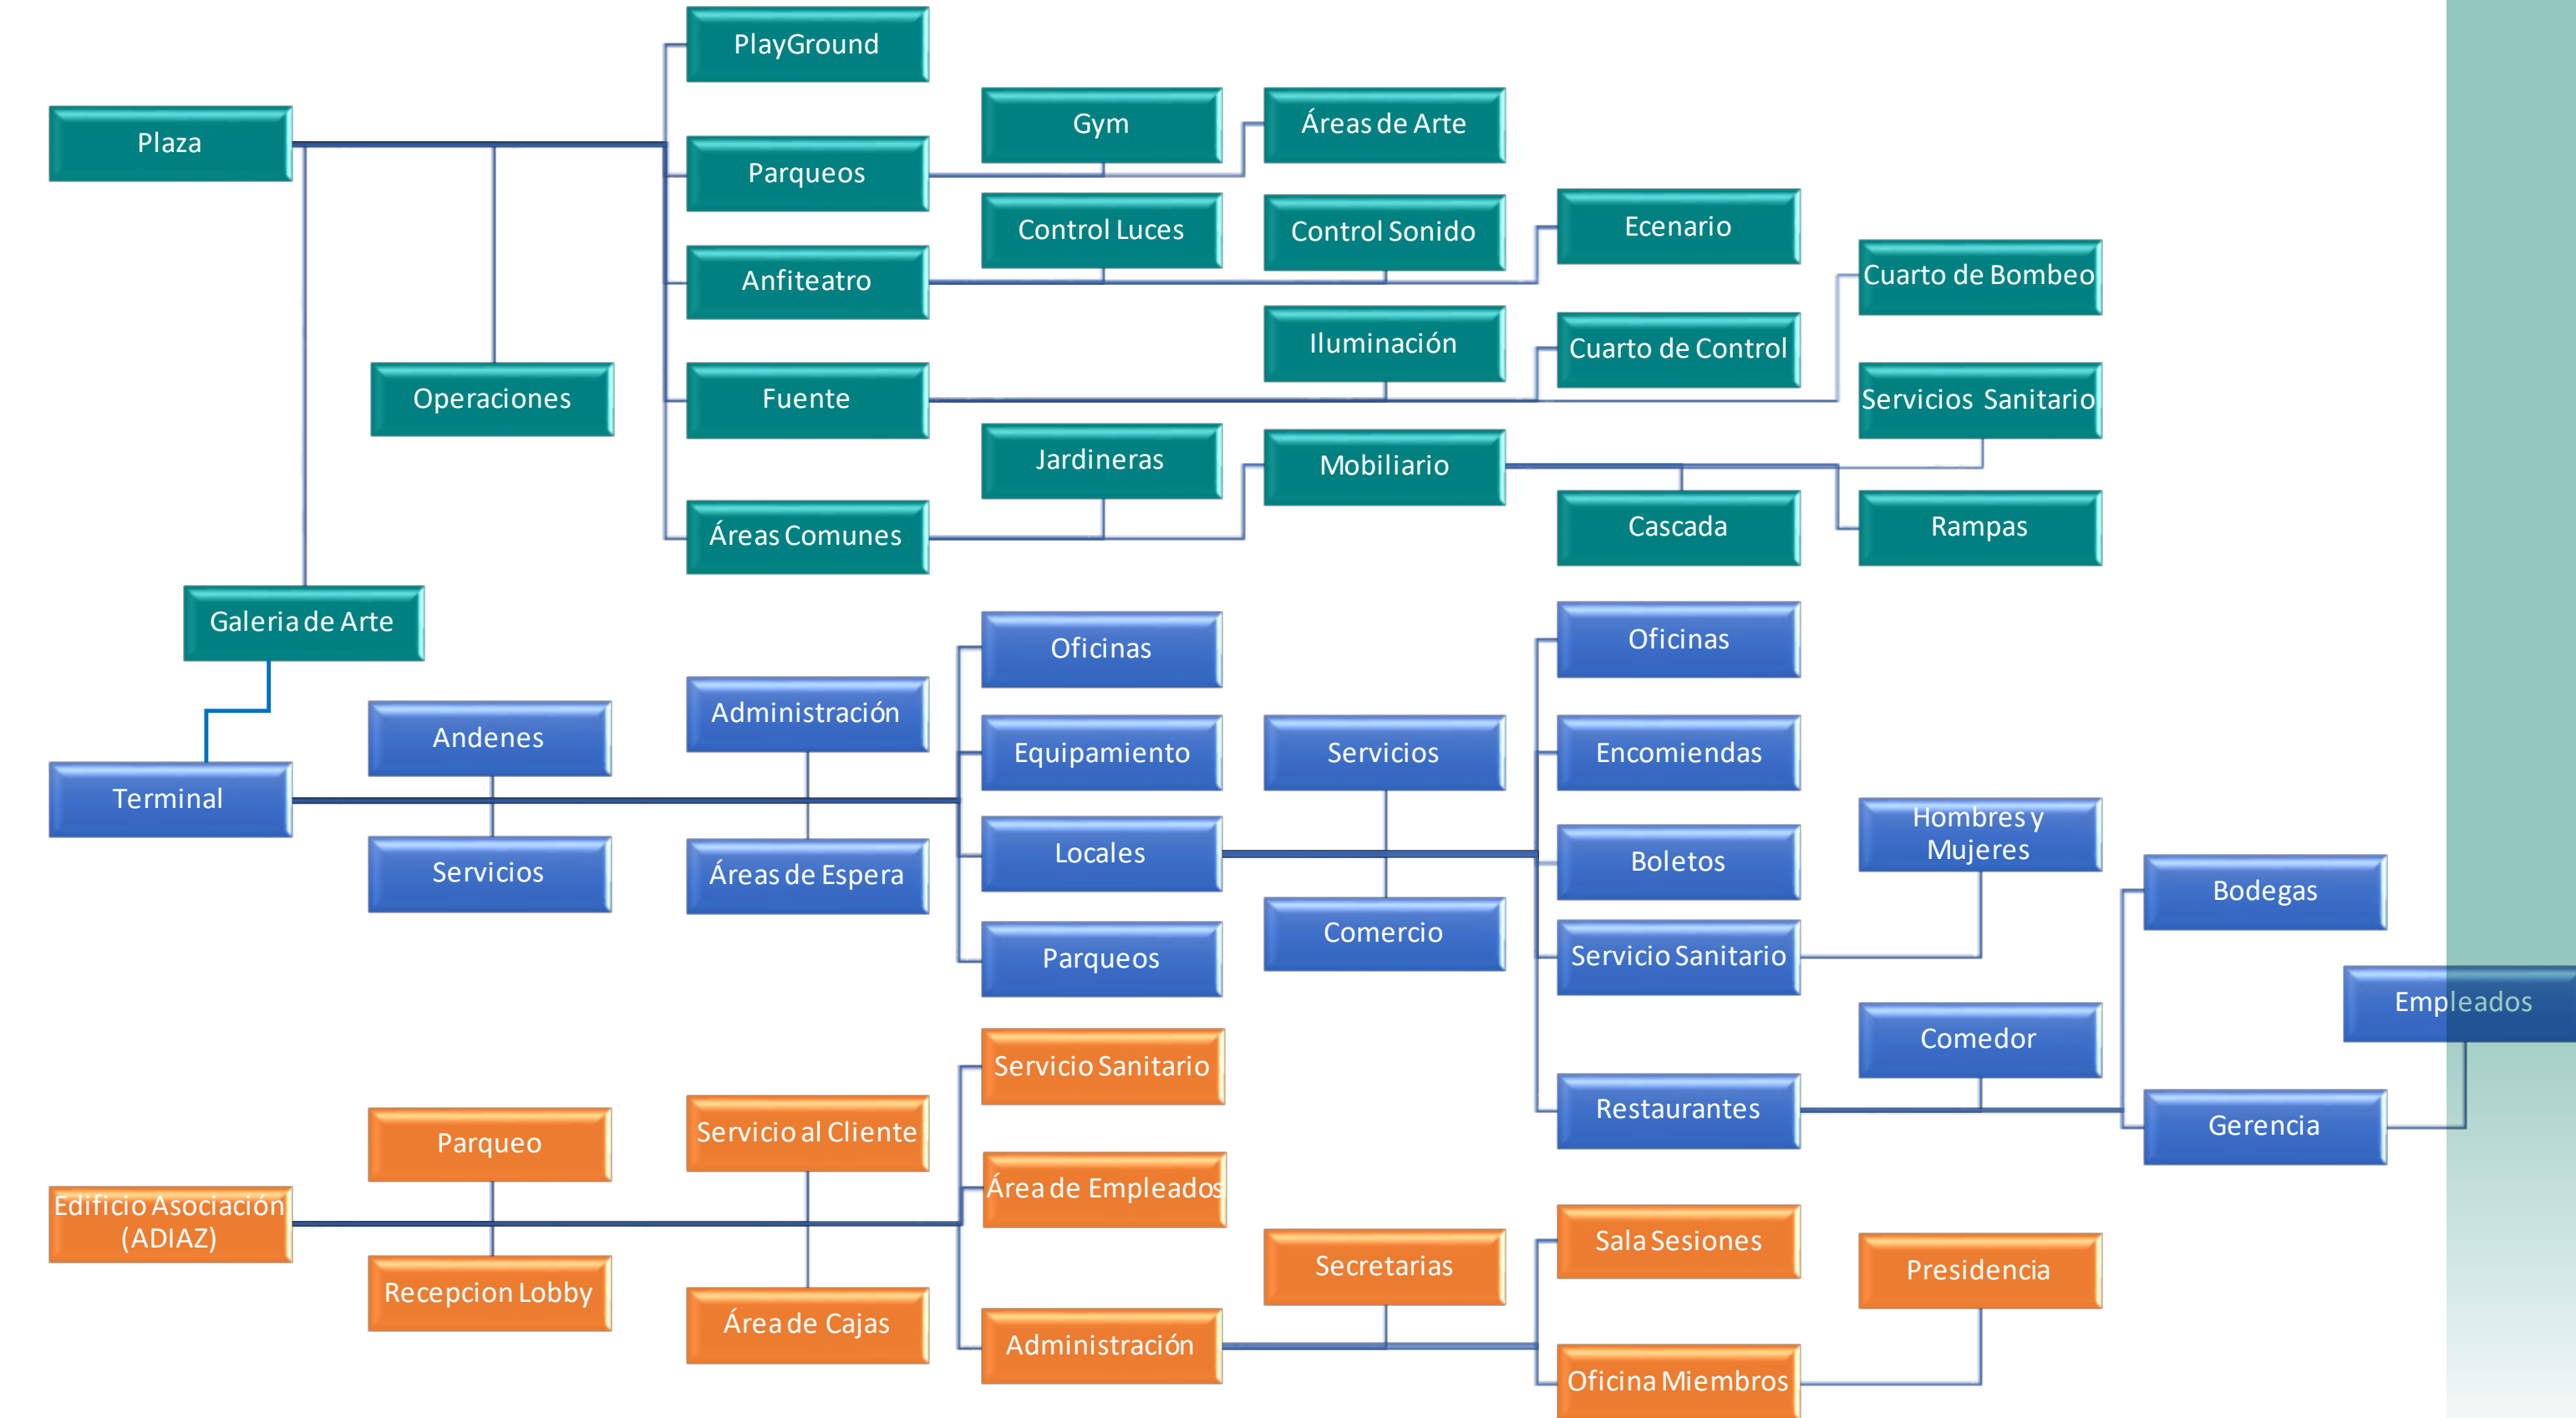 PlayGround
Plaza
Gym
Áreas de Arte
Parqueos
Control Luces
Control Sonido
Ecenario
Anfiteatro
Cuarto de Bombeo
Iluminación
Cuarto de Control
Operaciones
Fuente
Servicios Sanitario
Jardineras
Mobiliario
Áreas Comunes
Cascada
Rampas
Galeria de Arte
Oficinas
Oficinas
Administración
Andenes
Equipamiento
Servicios
Encomiendas
Terminal
Hombres y
Mujeres
Servicios
Áreas de Espera
Locales
Boletos
Bodegas
Comercio
Parqueos
Servicio Sanitario
Empleados
Comedor
Servicio Sanitario
Restaurantes
Gerencia
Parqueo
Servicio al Cliente
Área de Empleados
Edificio Asociación
(ADIAZ)
Secretarias
Sala Sesiones
Presidencia
Recepcion Lobby
Área de Cajas
Administración
Oficina Miembros